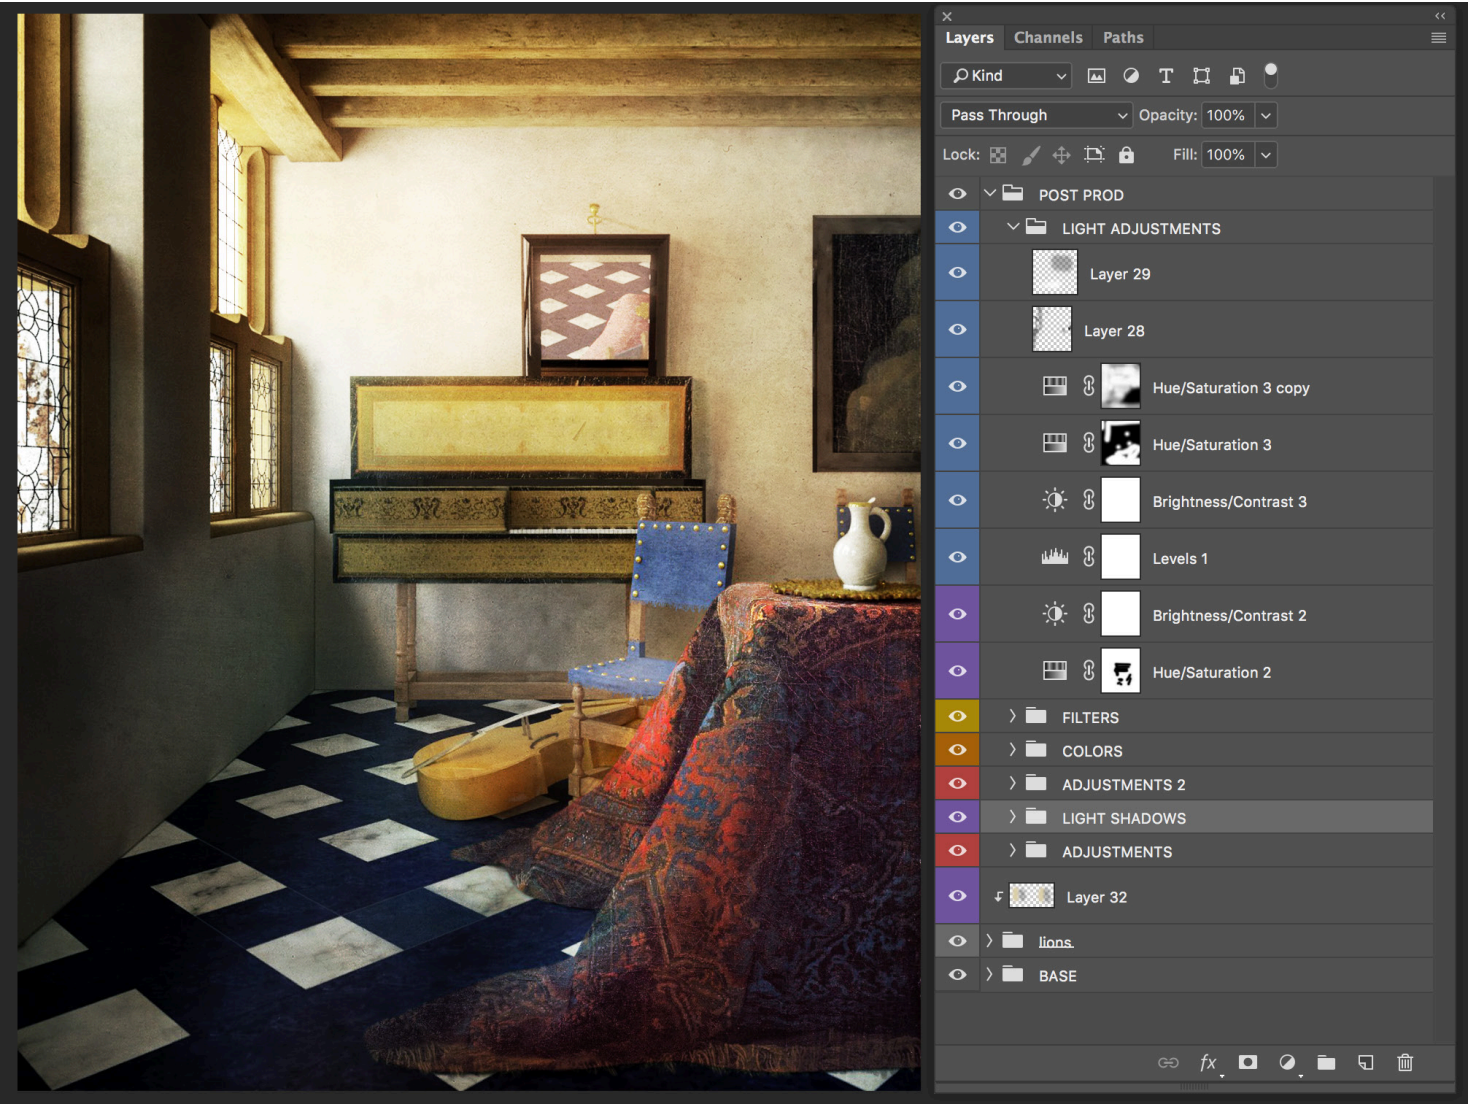 Layers Channels Paths
Kind
Pass Through Opacity: 100%
Lock: Fill: 100%
POST PROD
LIGHT ADJUSTMENTS
Layer 29
Layer 28
Hue/Saturation 3 copy
Hue/Saturation 3
Brightness/Contrast 3
Levels 1
Brightness/Contrast 2
Hue/Saturation 2
FILTERS
COLORS
ADJUSTMENTS 2
LIGHT SHADOWS
ADJUSTMENTS
Layer 32
lions
BASE
fx